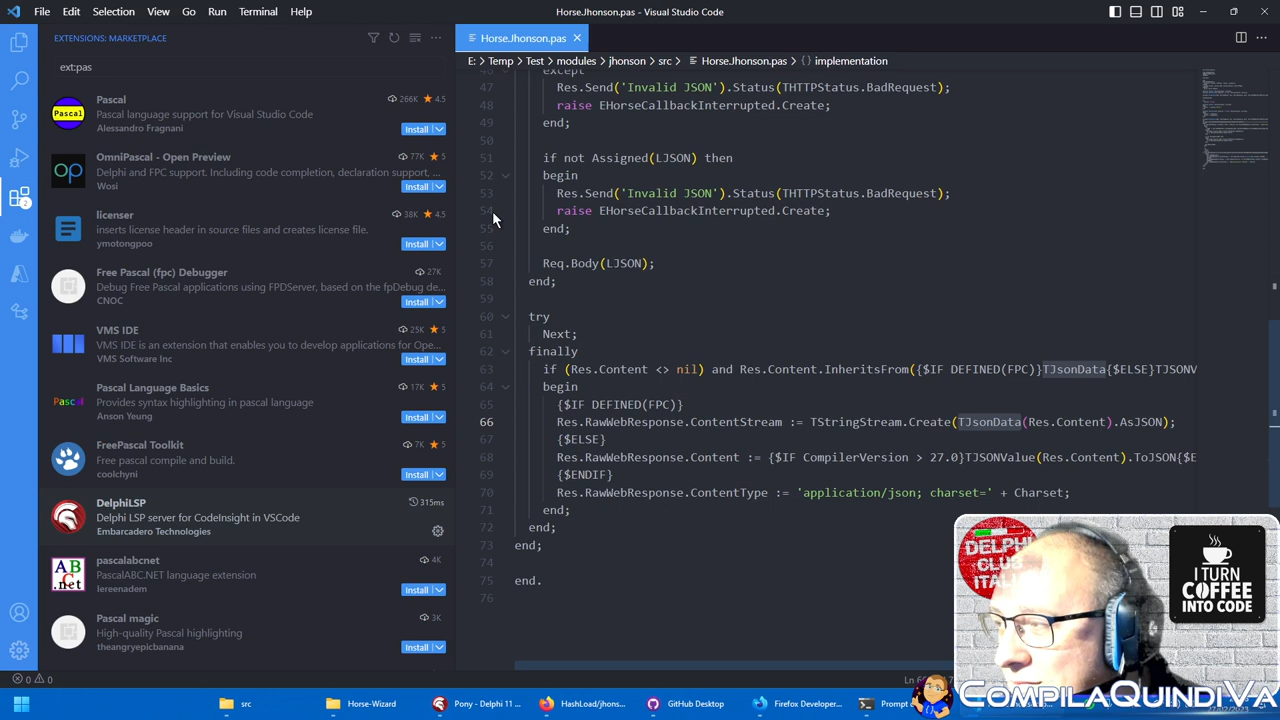 File Edit Selection View Go Run Terminal Help
HorseJhonson.pas - Visual Studio Code
EXTENSIONS: MARKETPLACE
ext:pas
Pascal 266K 4.5
Pascal language support for Visual Studio Code
Alessandro Fragnani Install
OmniPascal - Open Preview 77K 5
Delphi and FPC support. Including code completion, declaration support, ...
Wosi Install
licenser 38K 4.5
inserts license header in source files and creates license file.
ymotongpoo Install
Free Pascal (fpc) Debugger 27K
Debug Free Pascal applications using FPDServer, based on the fpDebug de...
CNOC Install
VMS IDE 25K 5
VMS IDE is an extension that enables you to develop applications for Ope...
VMS Software Inc Install
Pascal Language Basics 17K 5
Provides syntax highlighting in pascal language
Anson Yeung Install
FreePascal Toolkit 7K 5
Free pascal compile and build.
coolchyni Install
DelphiLSP 315ms
Delphi LSP server for CodeInsight in VSCode
Embarcadero Technologies
pascalabcnet 4K
PascalABC.NET language extension
lereenadem Install
Pascal magic 3K
High-quality Pascal highlighting
theangryepicbanana Install
Horse.Jhonson.pas
E: > Temp > Test > modules > jhonson > src > Horse.Jhonson.pas > {} implementation
46 except
47 Res.Send('Invalid JSON').Status(THTTPStatus.BadRequest);
48 raise EHorseCallbackInterrupted.Create;
49 end;
50
51 if not Assigned(LJSON) then
52 begin
53 Res.Send('Invalid JSON').Status(THTTPStatus.BadRequest);
54 raise EHorseCallbackInterrupted.Create;
55 end;
56
57 Req.Body(LJSON);
58 end;
59
60 try
61 Next;
62 finally
63 if (Res.Content <> nil) and Res.Content.InheritsFrom({$IF DEFINED(FPC)}TJsonData{$ELSE}TJSONV
64 begin
65 {$IF DEFINED(FPC)}
66 Res.RawWebResponse.ContentStream := TStringStream.Create(TJsonData(Res.Content).AsJSON);
67 {$ELSE}
68 Res.RawWebResponse.Content := {$IF CompilerVersion > 27.0}TJSONValue(Res.Content).ToJSON{$E
69 {$ENDIF}
70 Res.RawWebResponse.ContentType := 'application/json; charset=' + Charset;
71 end;
72 end;
73 end;
74
75 end.
76
DELPHI
CLUB
I TURN
COFFEE
INTO CODE
COMPILAQUINDIVA
0 0
src
Horse-Wizard
Pony - Delphi 11 ...
HashLoad/jhons...
GitHub Desktop
Firefox Developer...